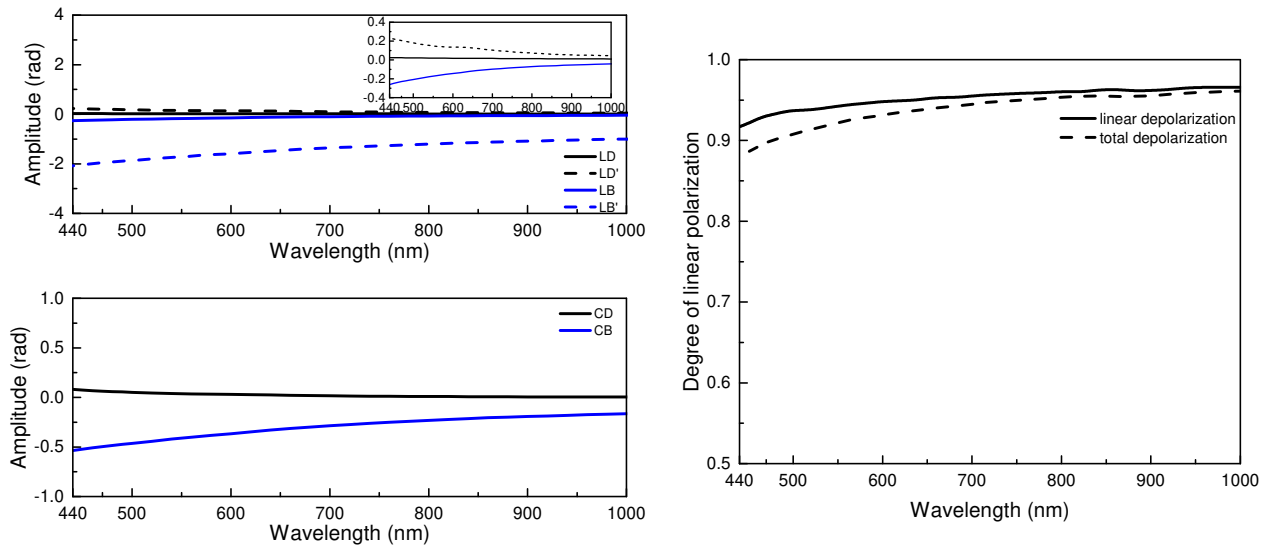 Amplitude (rad)
4
2
0
-2
-4
0.4
0.2
0.0
-0.2
-0.4
440 500 600 700 800 900 1000
LD
LD'
LB
LB'
440 500 600 700 800 900 1000
Wavelength (nm)
Amplitude (rad)
1.0
0.5
0.0
-0.5
-1.0
CD
CB
440 500 600 700 800 900 1000
Wavelength (nm)
Degree of linear polarization
1.0
0.9
0.8
0.7
0.6
0.5
linear depolarization
total depolarization
440 500 600 700 800 900 1000
Wavelength (nm)